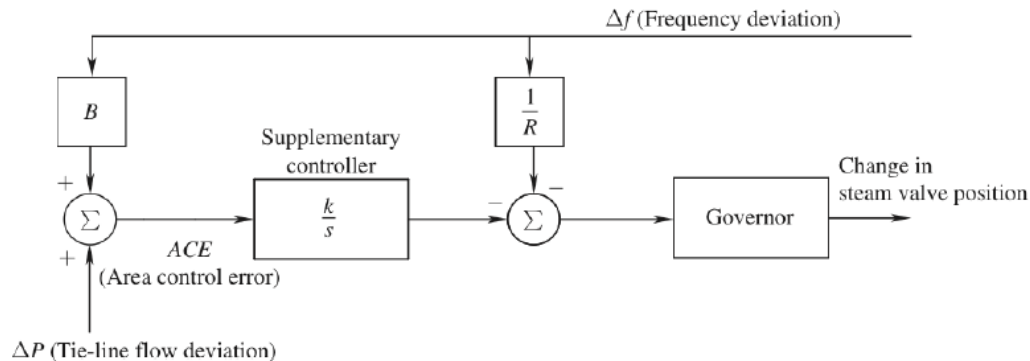 Δf (Frequency deviation)
B
1
R
Supplementary
controller
Change in
steam valve position
+
Σ
+
k
s
−
−
Σ
Governor
ACE
(Area control error)
ΔP (Tie-line flow deviation)